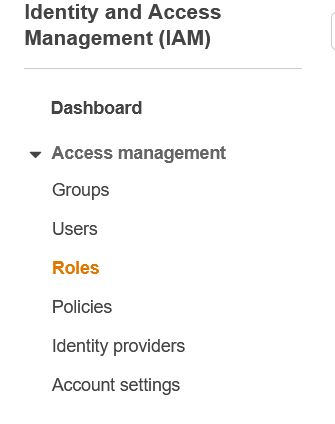 Identity and Access
Management (IAM)
Dashboard
Access management
Groups
Users
Roles
Policies
Identity providers
Account settings